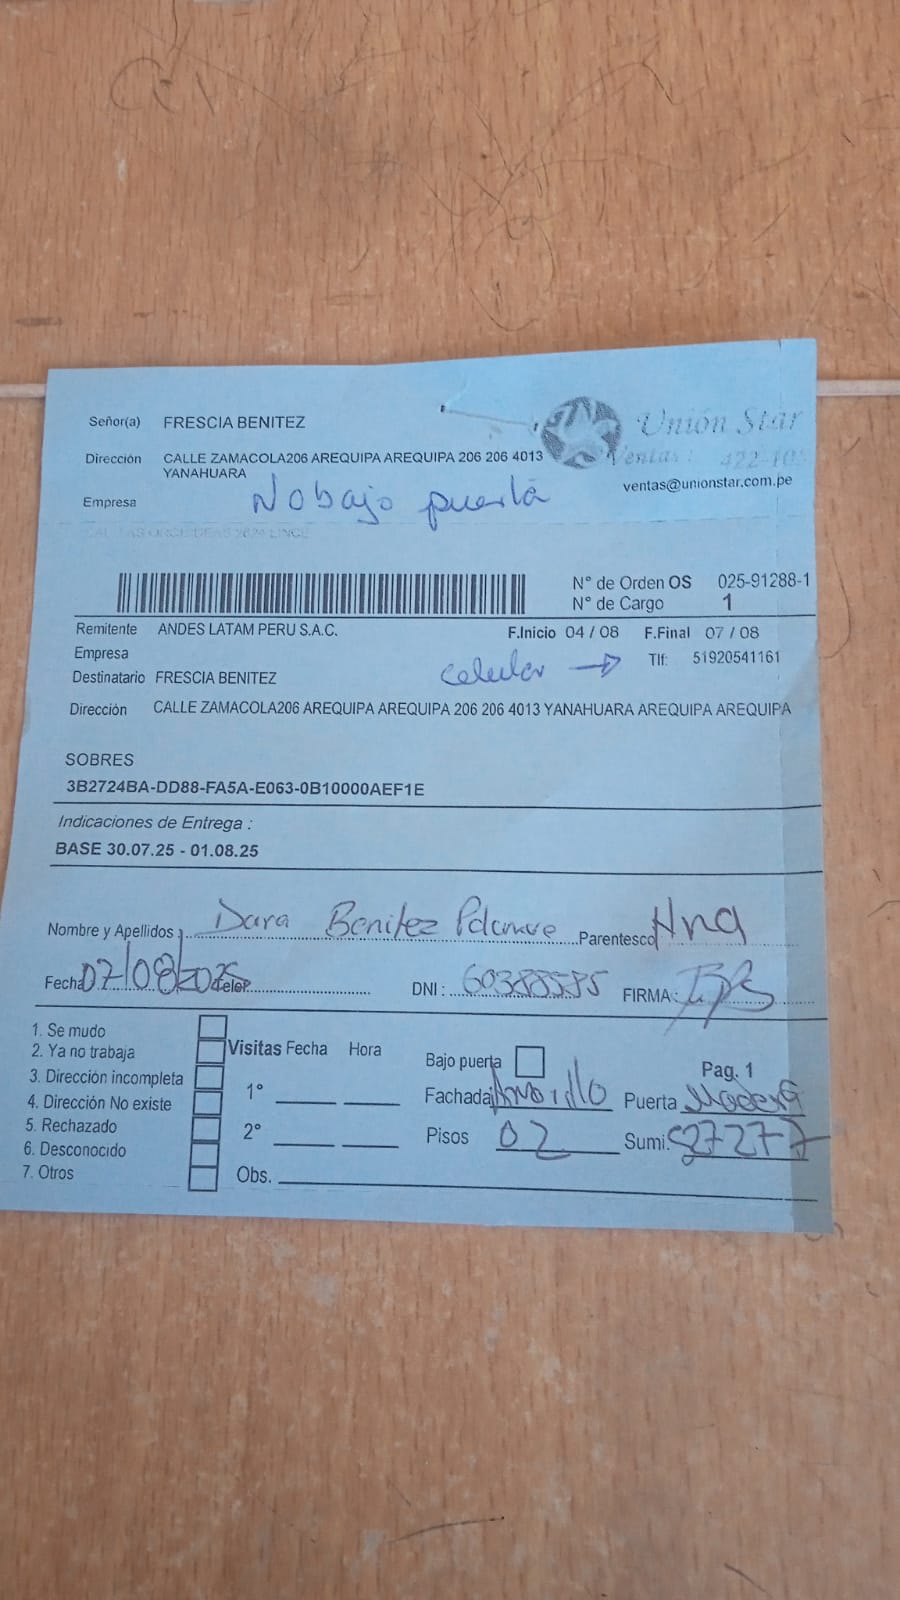 Señor(a) FRESCIA BENITEZ
Unión Star
Dirección CALLE ZAMACOLA206 AREQUIPA AREQUIPA 206 206 4013
YANAHUARA
Ventas: 422-10
ventas@unionstar.com.pe
Empresa
No bajo puerta
N° de Orden OS 025-91288-1
N° de Cargo 1
Remitente ANDES LATAM PERU S.A.C.
F.Inicio 04 / 08 F.Final 07 / 08
Empresa
celular → Tlf: 51920541161
Destinatario FRESCIA BENITEZ
Dirección CALLE ZAMACOLA206 AREQUIPA AREQUIPA 206 206 4013 YANAHUARA AREQUIPA AREQUIPA
SOBRES
3B2724BA-DD88-FA5A-E063-0B10000AEF1E
Indicaciones de Entrega :
BASE 30.07.25 - 01.08.25
Nombre y Apellidos Dara Benitez Parentesco Hna
Fecha 07/08/2025 Telef. DNI : 60388585 FIRMA:
1. Se mudo
2. Ya no trabaja
3. Dirección incompleta
4. Dirección No existe
5. Rechazado
6. Desconocido
7. Otros
Visitas Fecha Hora
1°
2°
Obs.
Bajo puerta
Pag. 1
Fachada Puerta Madera
Pisos 02 Sumi.